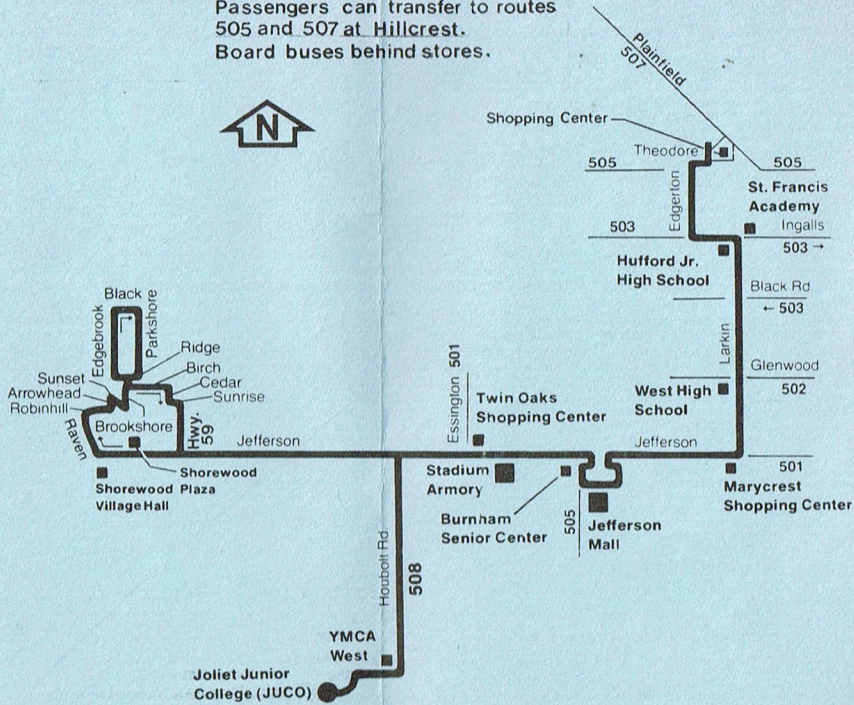 Passengers can transfer to routes
505 and 507 at Hillcrest.
Board buses behind stores.
N
Plainfield
507
Shopping Center
Theodore
505
505
Edgerton
St. Francis
Academy
503
Ingalls
503 →
Hufford Jr.
High School
Black Rd
← 503
Larkin
Glenwood
502
West High
School
Jefferson
501
Marycrest
Shopping Center
Black
Edgebrook
Parkshore
Ridge
Birch
Cedar
Sunrise
Sunset
Arrowhead
Robinhill
Raven
Brookshore
Hwy.
59
Jefferson
Shorewood
Plaza
Shorewood
Village Hall
Essington 501
Twin Oaks
Shopping Center
Stadium
Armory
Burnham
Senior Center
505
Jefferson
Mall
Houbolt Rd
508
YMCA
West
Joliet Junior
College (JUCO)